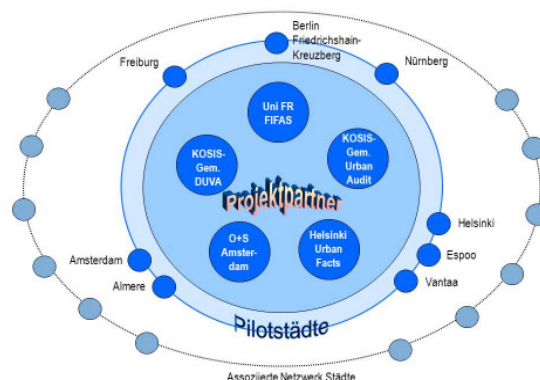 Berlin
Friedrichshain-
Kreuzberg
Freiburg
Nürnberg
Uni FR
FIFAS
KOSIS-
Gem.
DUVA
KOSIS-
Gem.
Urban
Audit
Projektpartner
O+S
Amster-
dam
Helsinki
Urban
Facts
Helsinki
Espoo
Vantaa
Amsterdam
Almere
Pilotstädte
Assoziierte Netzwerk Städte